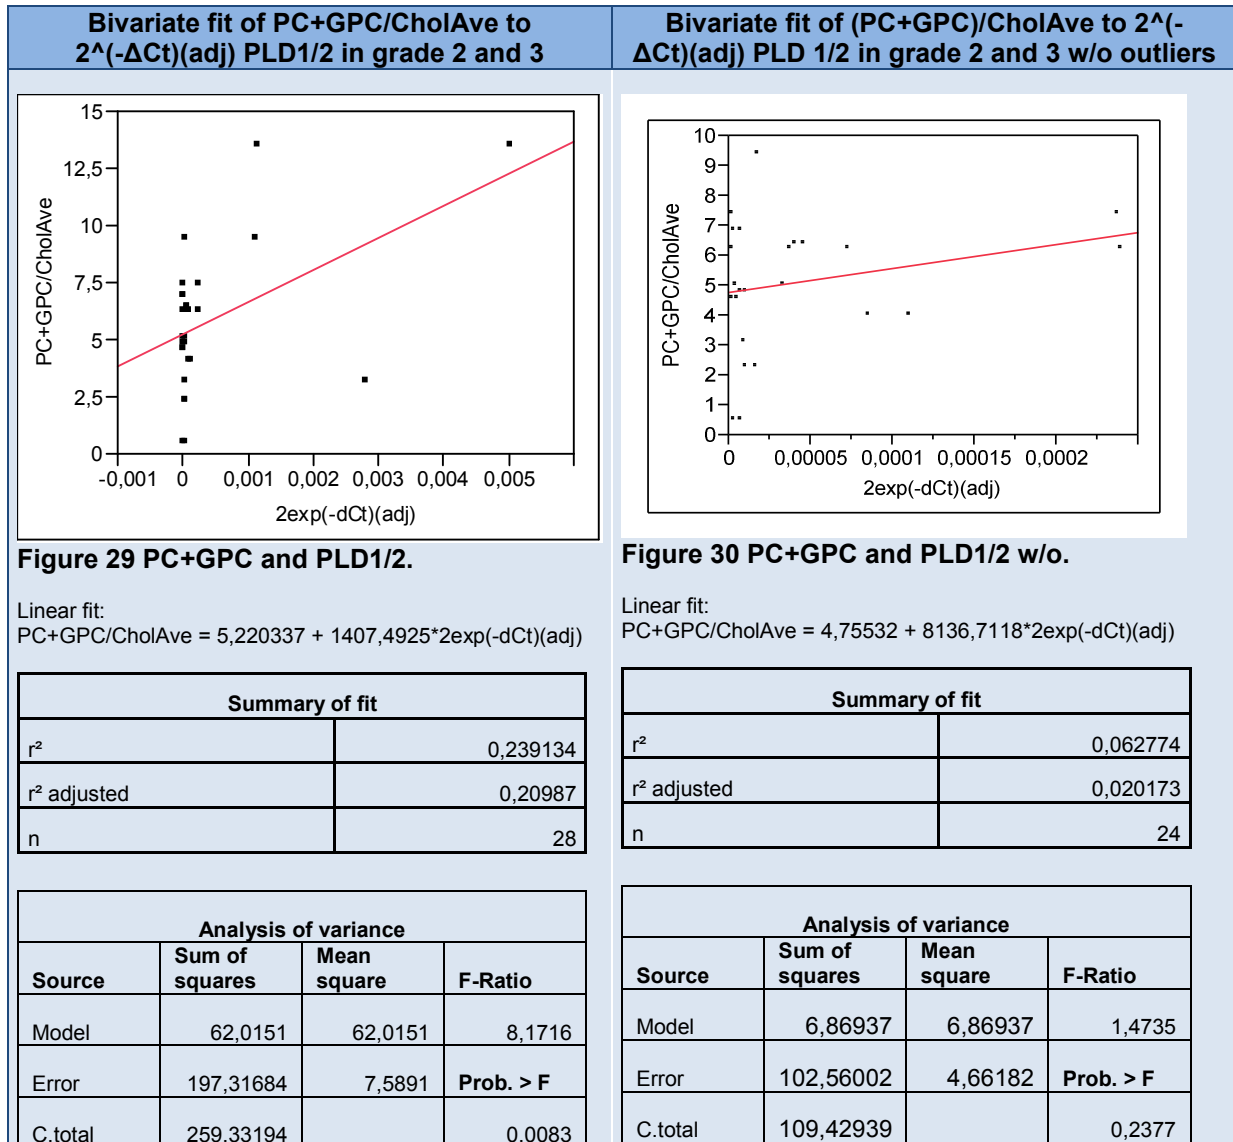 Bivariate fit of PC+GPC/CholAve to
2^(-ΔCt)(adj) PLD1/2 in grade 2 and 3
15
12,5
10
7,5
5
2,5
0
PC+GPC/CholAve
-0,001 0 0,001 0,002 0,003 0,004 0,005
2exp(-dCt)(adj)
Figure 29 PC+GPC and PLD1/2.
Linear fit:
PC+GPC/CholAve = 5,220337 + 1407,4925*2exp(-dCt)(adj)
Summary of fit
r² 0,239134
r² adjusted 0,20987
n 28
Analysis of variance
Source Sum of squares Mean square F-Ratio
Model 62,0151 62,0151 8,1716
Error 197,31684 7,5891 Prob. > F
C.total 259,33194 0,0083
Bivariate fit of (PC+GPC)/CholAve to 2^(-
ΔCt)(adj) PLD 1/2 in grade 2 and 3 w/o outliers
10
9
8
7
6
5
4
3
2
1
0
PC+GPC/CholAve
0 0,00005 0,0001 0,00015 0,0002
2exp(-dCt)(adj)
Figure 30 PC+GPC and PLD1/2 w/o.
Linear fit:
PC+GPC/CholAve = 4,75532 + 8136,7118*2exp(-dCt)(adj)
Summary of fit
r² 0,062774
r² adjusted 0,020173
n 24
Analysis of variance
Source Sum of squares Mean square F-Ratio
Model 6,86937 6,86937 1,4735
Error 102,56002 4,66182 Prob. > F
C.total 109,42939 0,2377